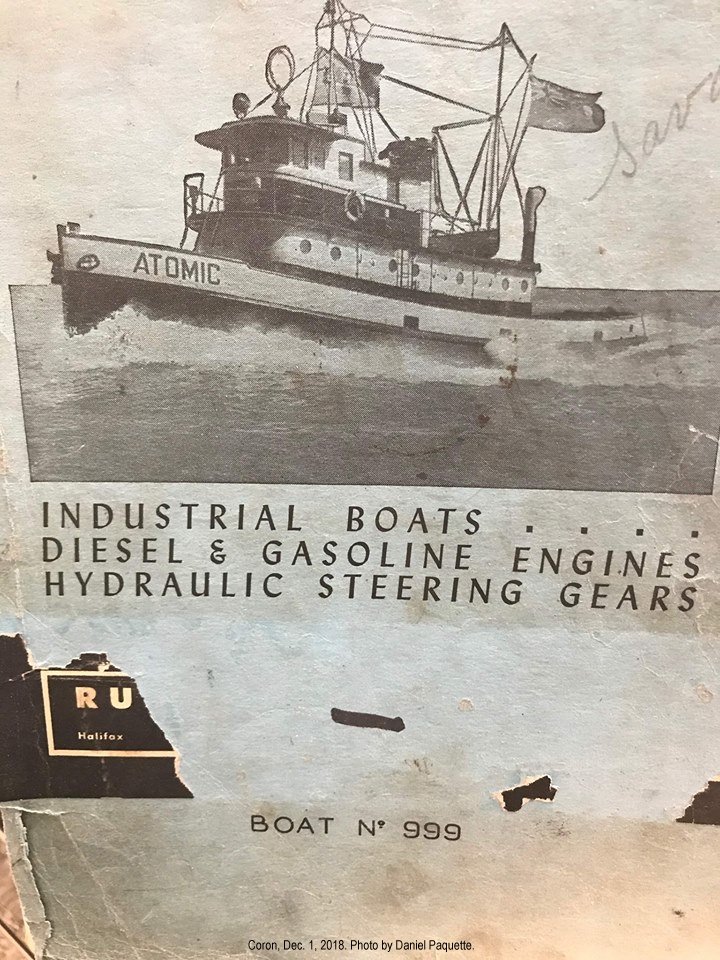 ATOMIC
INDUSTRIAL BOATS . . . .
DIESEL & GASOLINE ENGINES
HYDRAULIC STEERING GEARS
RU
Halifax
BOAT Nº 999
Coron, Dec. 1, 2018. Photo by Daniel Paquette.